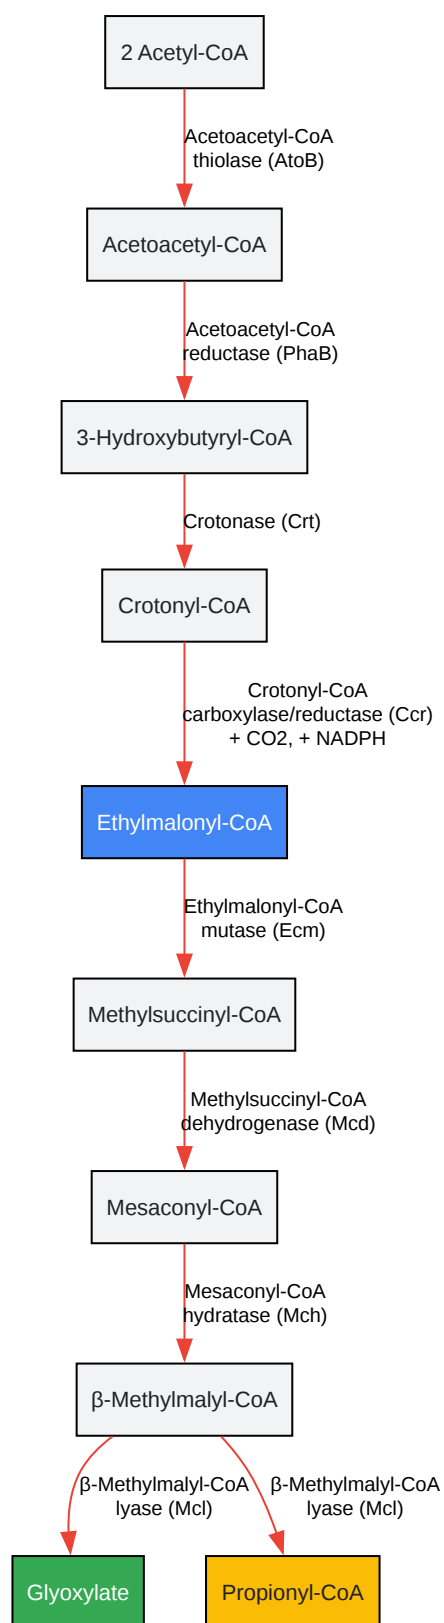 2 Acetyl-CoA
Acetoacetyl-CoA
thiolase (AtoB)
Acetoacetyl-CoA
Acetoacetyl-CoA
reductase (PhaB)
3-Hydroxybutyryl-CoA
Crotonase (Crt)
Crotonyl-CoA
Crotonyl-CoA
carboxylase/reductase (Ccr)
+ CO2, + NADPH
Ethylmalonyl-CoA
Ethylmalonyl-CoA
mutase (Ecm)
Methylsuccinyl-CoA
Methylsuccinyl-CoA
dehydrogenase (Mcd)
Mesaconyl-CoA
Mesaconyl-CoA
hydratase (Mch)
β-Methylmalyl-CoA
β-Methylmalyl-CoA
lyase (Mcl)
β-Methylmalyl-CoA
lyase (Mcl)
Glyoxylate
Propionyl-CoA